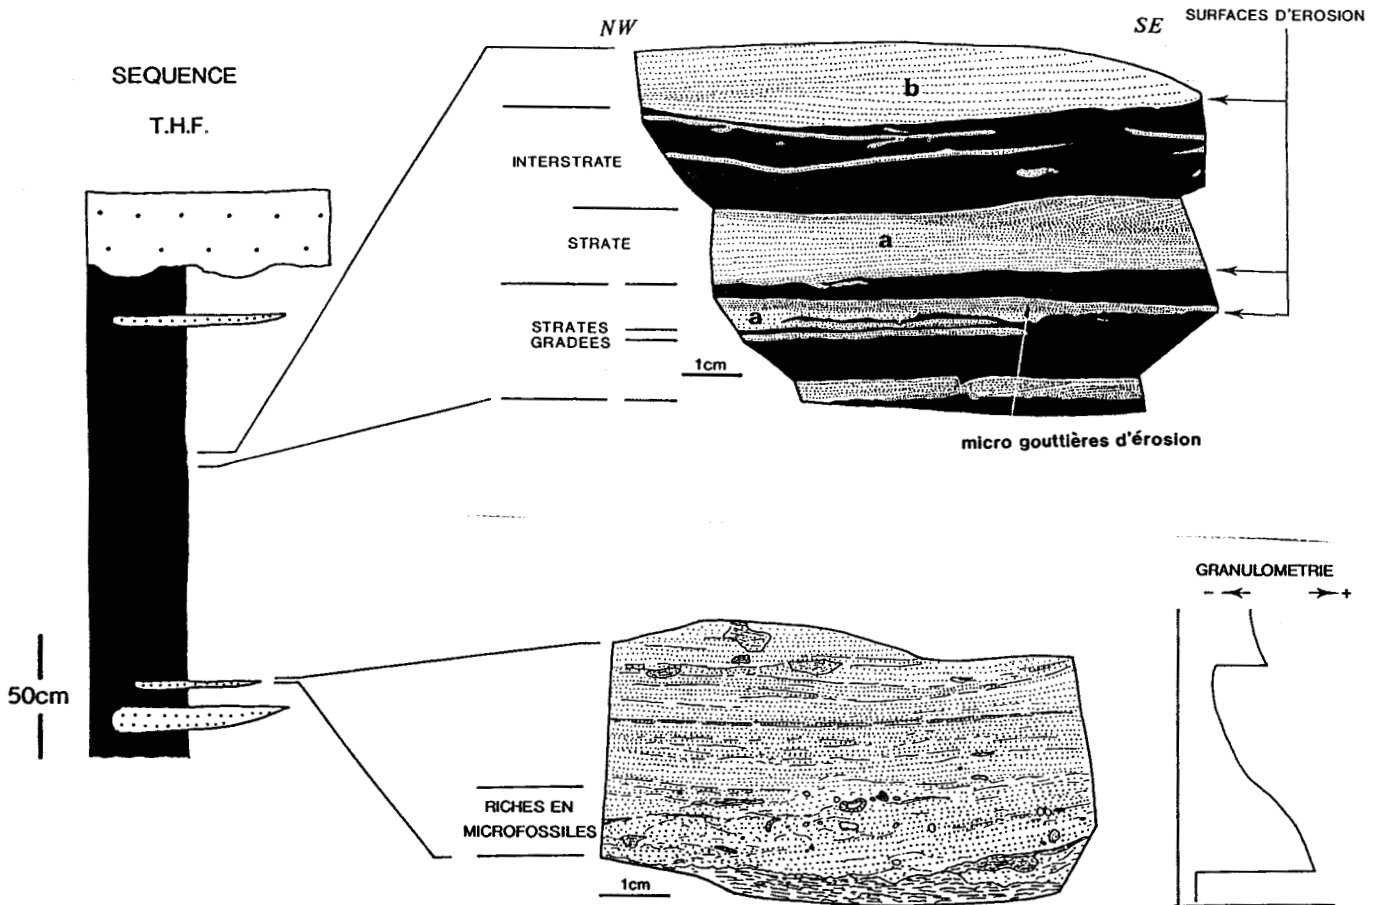 NW
SE
SURFACES D'EROSION
SEQUENCE
T.H.F.
b
INTERSTRATE
STRATE
a
STRATES
GRADEES
a
1cm
micro gouttières d'érosion
GRANULOMETRIE
- +
50cm
RICHES EN
MICROFOSSILES
1cm